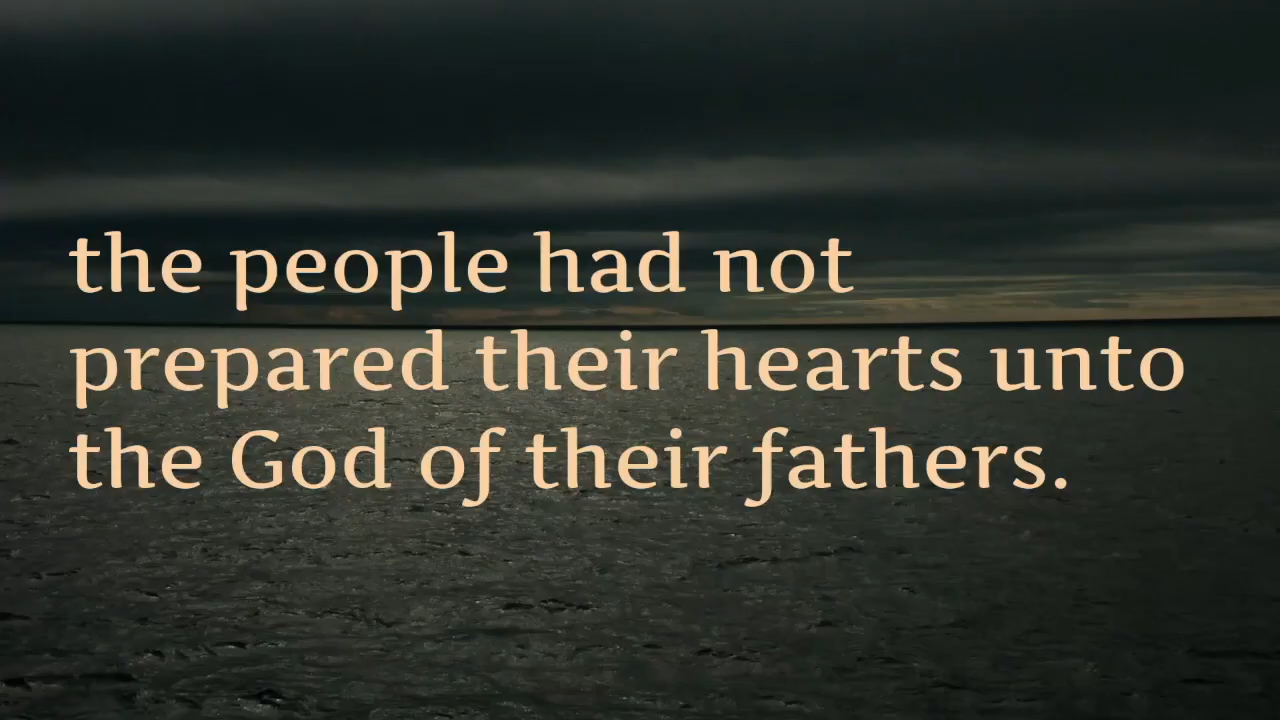 the people had not
prepared their hearts unto
the God of their fathers.